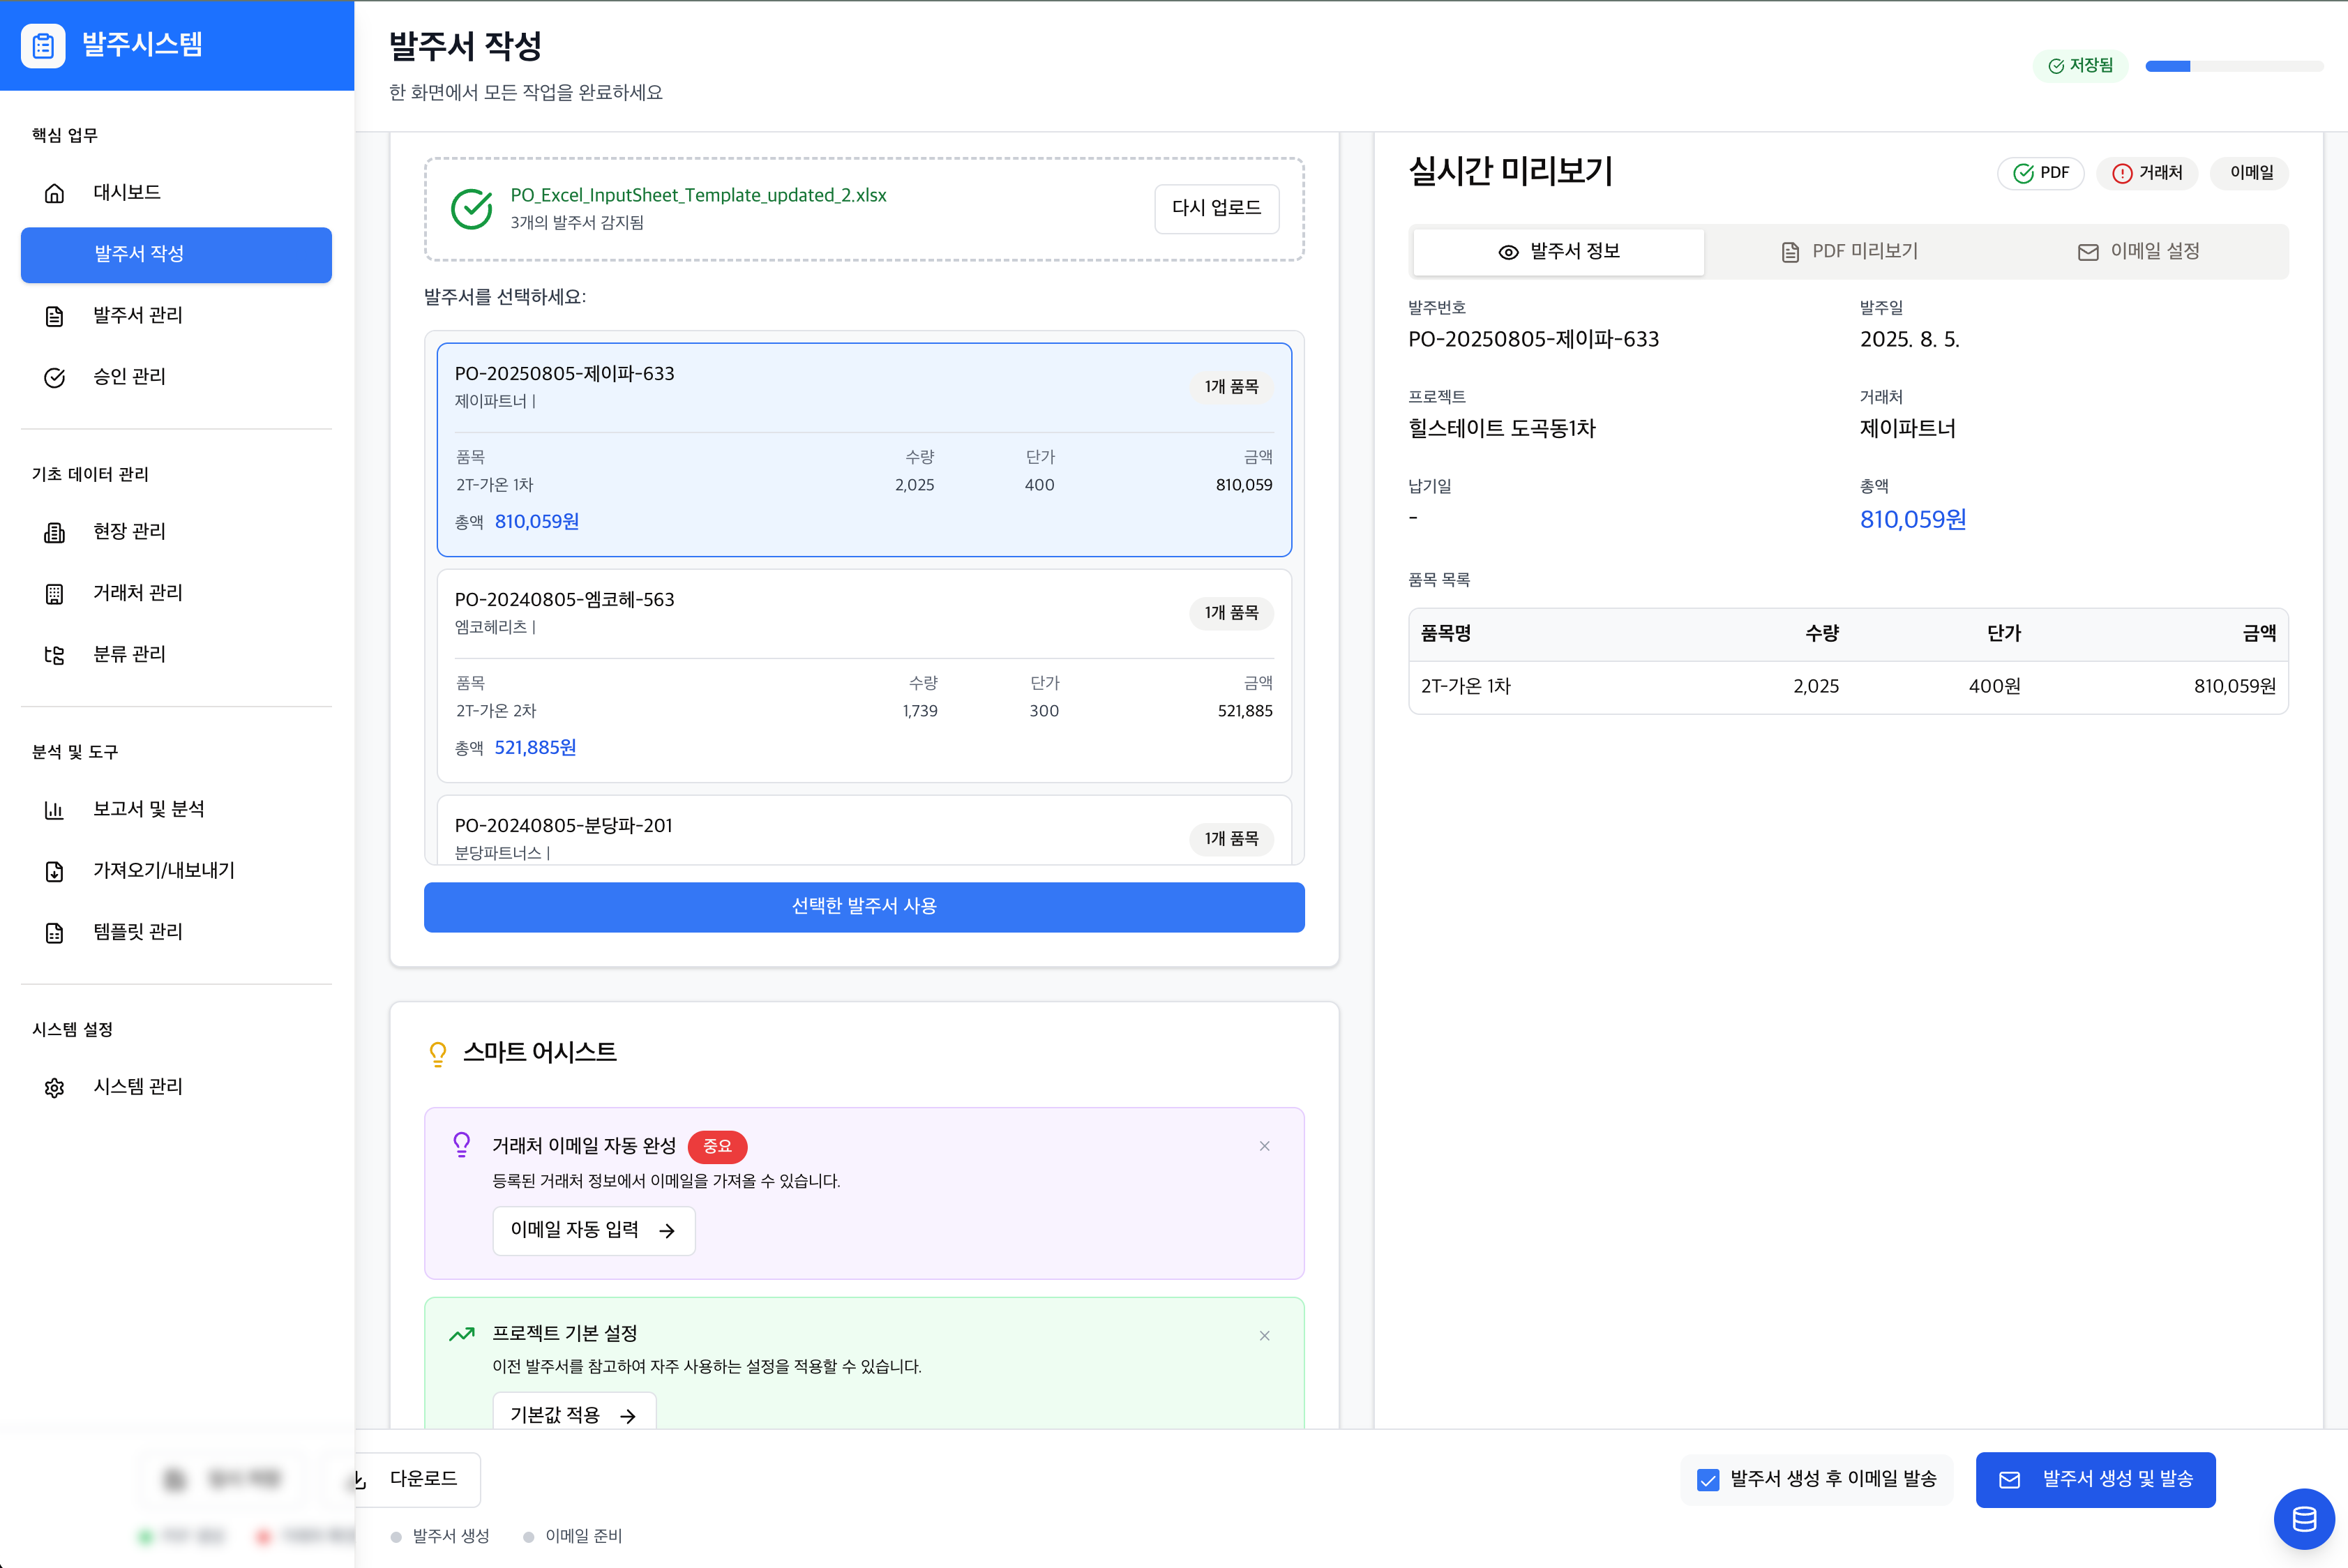 발주시스템
핵심 업무
대시보드
발주서 작성
발주서 관리
승인 관리
기초 데이터 관리
현장 관리
거래처 관리
분류 관리
분석 및 도구
보고서 및 분석
가져오기/내보내기
템플릿 관리
시스템 설정
시스템 관리
발주서 작성
한 화면에서 모든 작업을 완료하세요
저장됨
PO_Excel_InputSheet_Template_updated_2.xlsx
3개의 발주서 감지됨
다시 업로드
발주서를 선택하세요:
PO-20250805-제이파-633
제이파트너 |
1개 품목
품목 수량 단가 금액
2T-가온 1차 2,025 400 810,059
총액 810,059원
PO-20240805-엠코헤-563
엠코헤리츠 |
1개 품목
품목 수량 단가 금액
2T-가온 2차 1,739 300 521,885
총액 521,885원
PO-20240805-분당파-201
분당파트너스 |
1개 품목
선택한 발주서 사용
스마트 어시스트
거래처 이메일 자동 완성 중요
등록된 거래처 정보에서 이메일을 가져올 수 있습니다.
이메일 자동 입력
프로젝트 기본 설정
이전 발주서를 참고하여 자주 사용하는 설정을 적용할 수 있습니다.
기본값 적용
실시간 미리보기
PDF 거래처 이메일
발주서 정보 PDF 미리보기 이메일 설정
발주번호 발주일
PO-20250805-제이파-633 2025. 8. 5.
프로젝트 거래처
힐스테이트 도곡동1차 제이파트너
납기일 총액
- 810,059원
품목 목록
품목명 수량 단가 금액
2T-가온 1차 2,025 400원 810,059원
다운로드
발주서 생성 이메일 준비
발주서 생성 후 이메일 발송
발주서 생성 및 발송